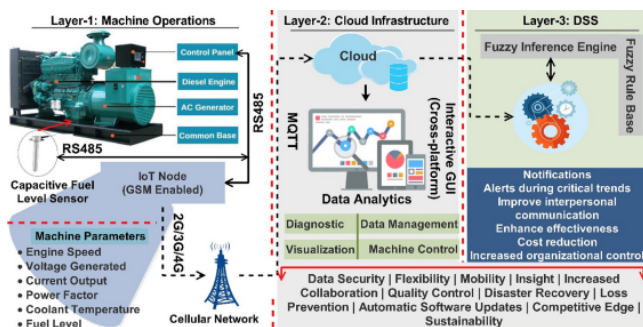 Layer-1: Machine Operations
Control Panel
Diesel Engine
AC Generator
Common Base
RS485
RS485
Capacitive Fuel
Level Sensor
IoT Node
(GSM Enabled)
Machine Parameters
• Engine Speed
• Voltage Generated
• Current Output
• Power Factor
• Coolant Temperature
• Fuel Level
2G/3G/4G
Cellular Network
Layer-2: Cloud Infrastructure
Cloud
MQTT
Interactive GUI
(Cross-platform)
Data Analytics
Diagnostic
Data Management
Visualization
Machine Control
Layer-3: DSS
Fuzzy Inference Engine
Fuzzy Rule
Base
Notifications
Alerts during critical trends
Improve interpersonal
communication
Enhance effectiveness
Cost reduction
Increased organizational control
Data Security | Flexibility | Mobility | Insight | Increased
Collaboration | Quality Control | Disaster Recovery | Loss
Prevention | Automatic Software Updates | Competitive Edge |
Sustainability